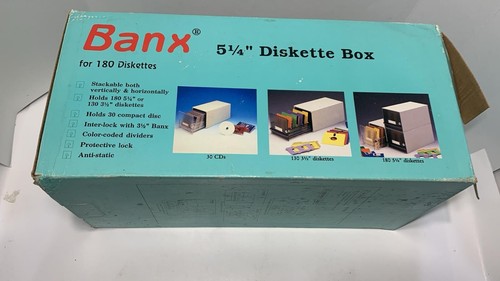 Banx®
5¼" Diskette Box
for 180 Diskettes
Stackable both
vertically & horizontally
Holds 180 5¼" or
130 3½" diskettes
Holds 30 compact disc
Inter-lock with 3½" Banx
Color-coded dividers
Protective lock
Anti-static
30 CDs
130 3½" diskettes
180 5¼" diskettes